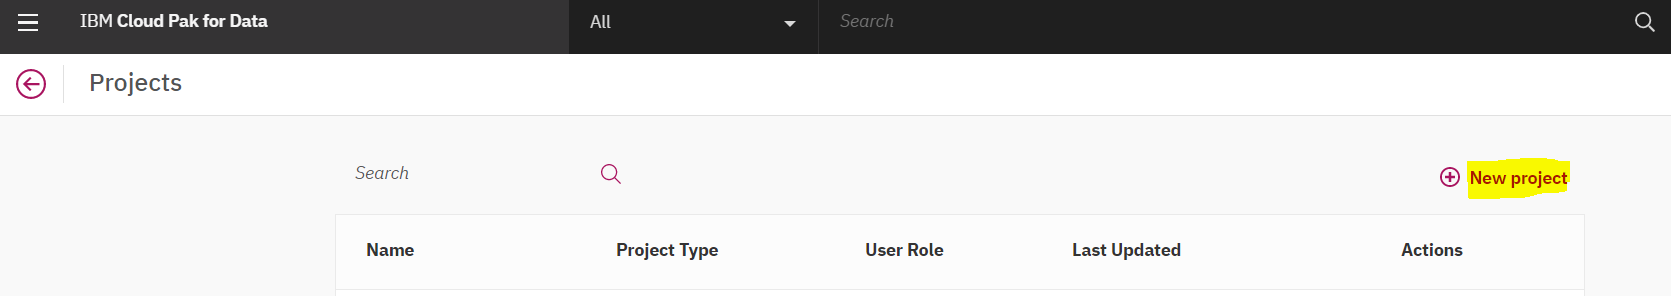 IBM Cloud Pak for Data All Search
Projects
Search New project
Name Project Type User Role Last Updated Actions